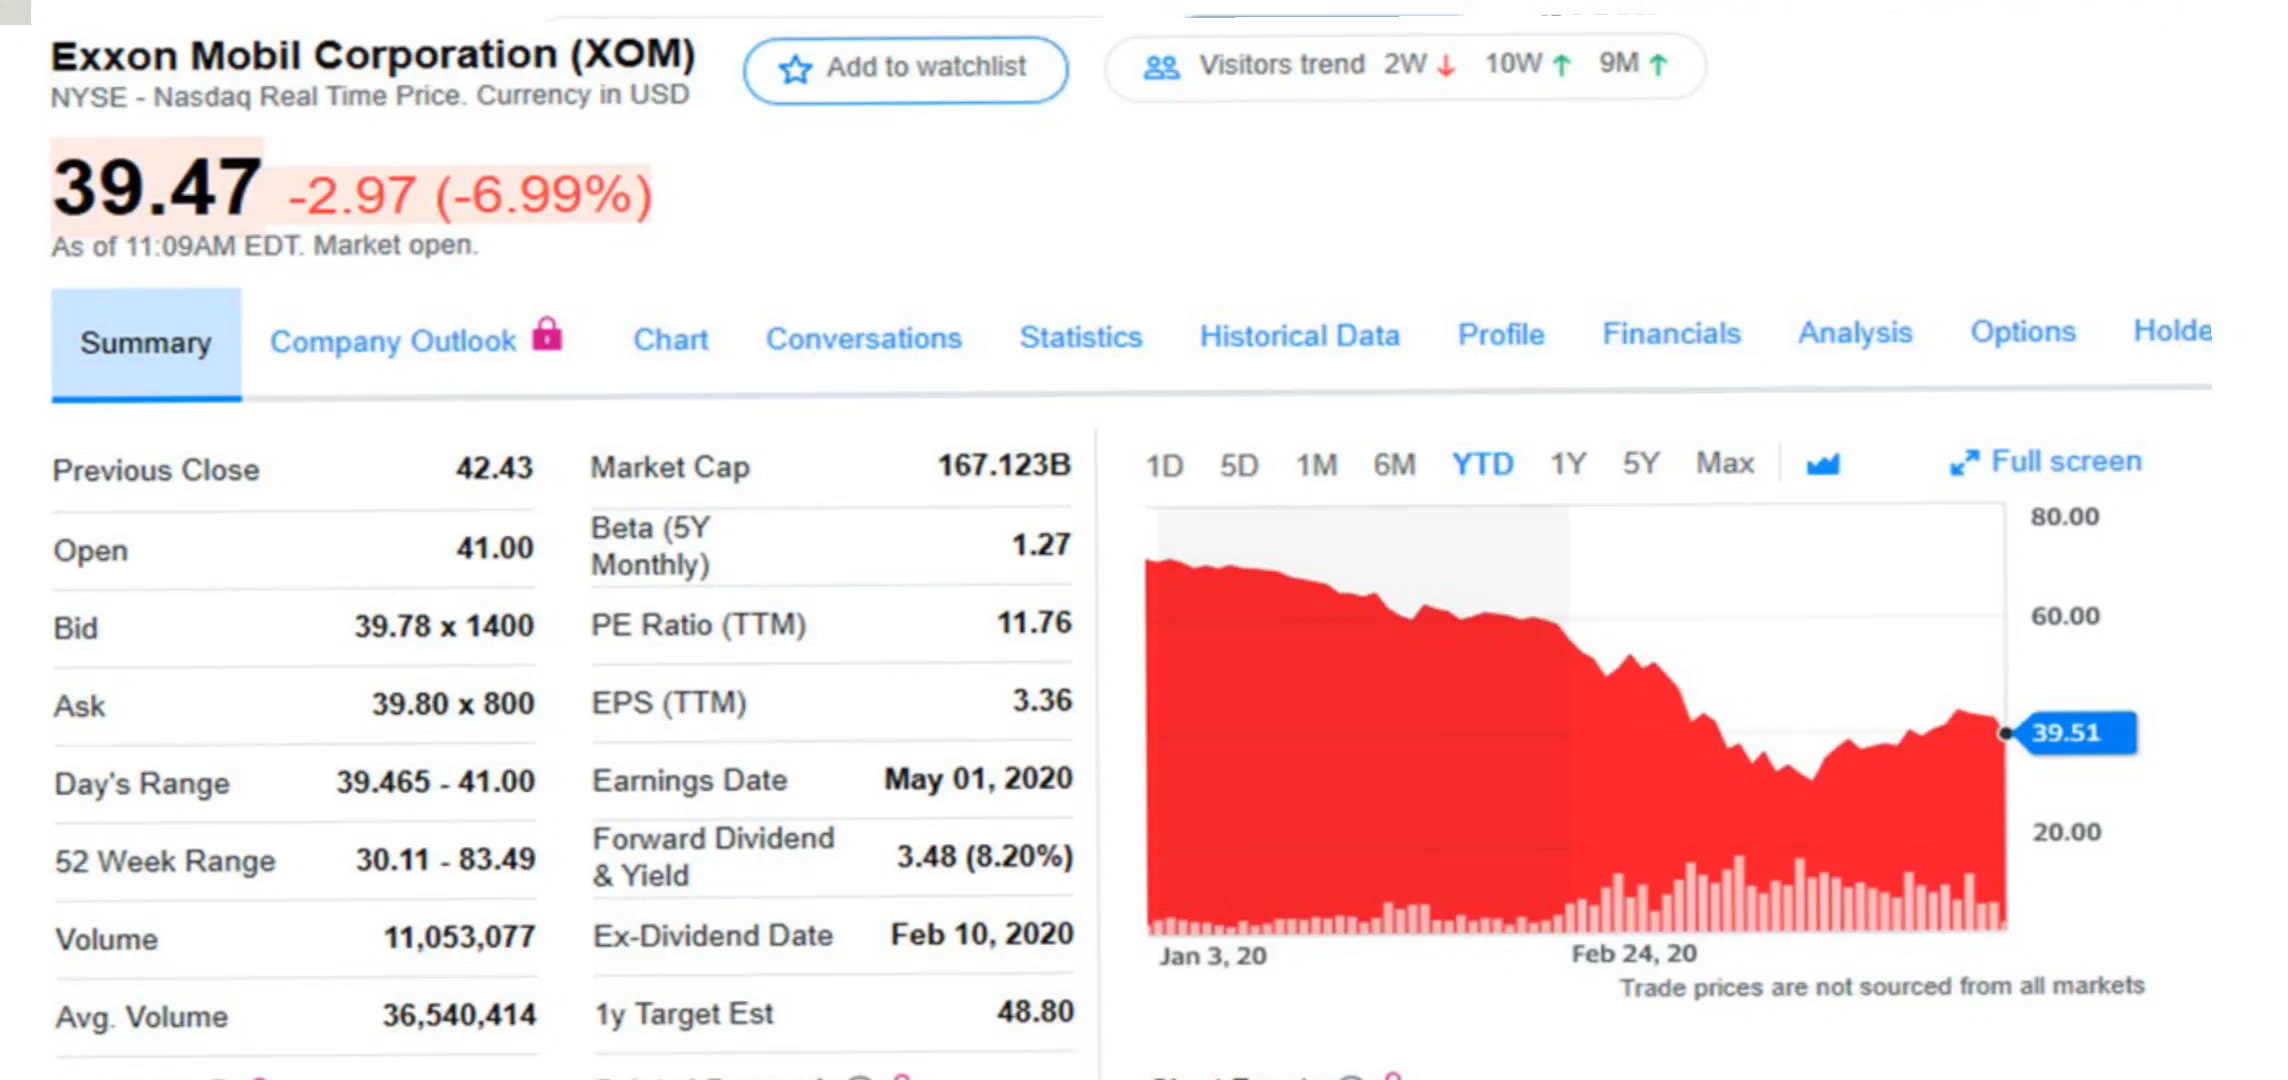 Exxon Mobil Corporation (XOM)
Add to watchlist
Visitors trend 2W ↓ 10W ↑ 9M ↑
NYSE - Nasdaq Real Time Price. Currency in USD
39.47 -2.97 (-6.99%)
As of 11:09AM EDT. Market open.
Summary Company Outlook Chart Conversations Statistics Historical Data Profile Financials Analysis Options Holde
Previous Close 42.43
Open 41.00
Bid 39.78 x 1400
Ask 39.80 x 800
Day's Range 39.465 - 41.00
52 Week Range 30.11 - 83.49
Volume 11,053,077
Avg. Volume 36,540,414
Market Cap 167.123B
Beta (5Y
Monthly) 1.27
PE Ratio (TTM) 11.76
EPS (TTM) 3.36
Earnings Date May 01, 2020
Forward Dividend
& Yield 3.48 (8.20%)
Ex-Dividend Date Feb 10, 2020
1y Target Est 48.80
1D 5D 1M 6M YTD 1Y 5Y Max Full screen
80.00
60.00
39.51
20.00
Jan 3, 20 Feb 24, 20
Trade prices are not sourced from all markets